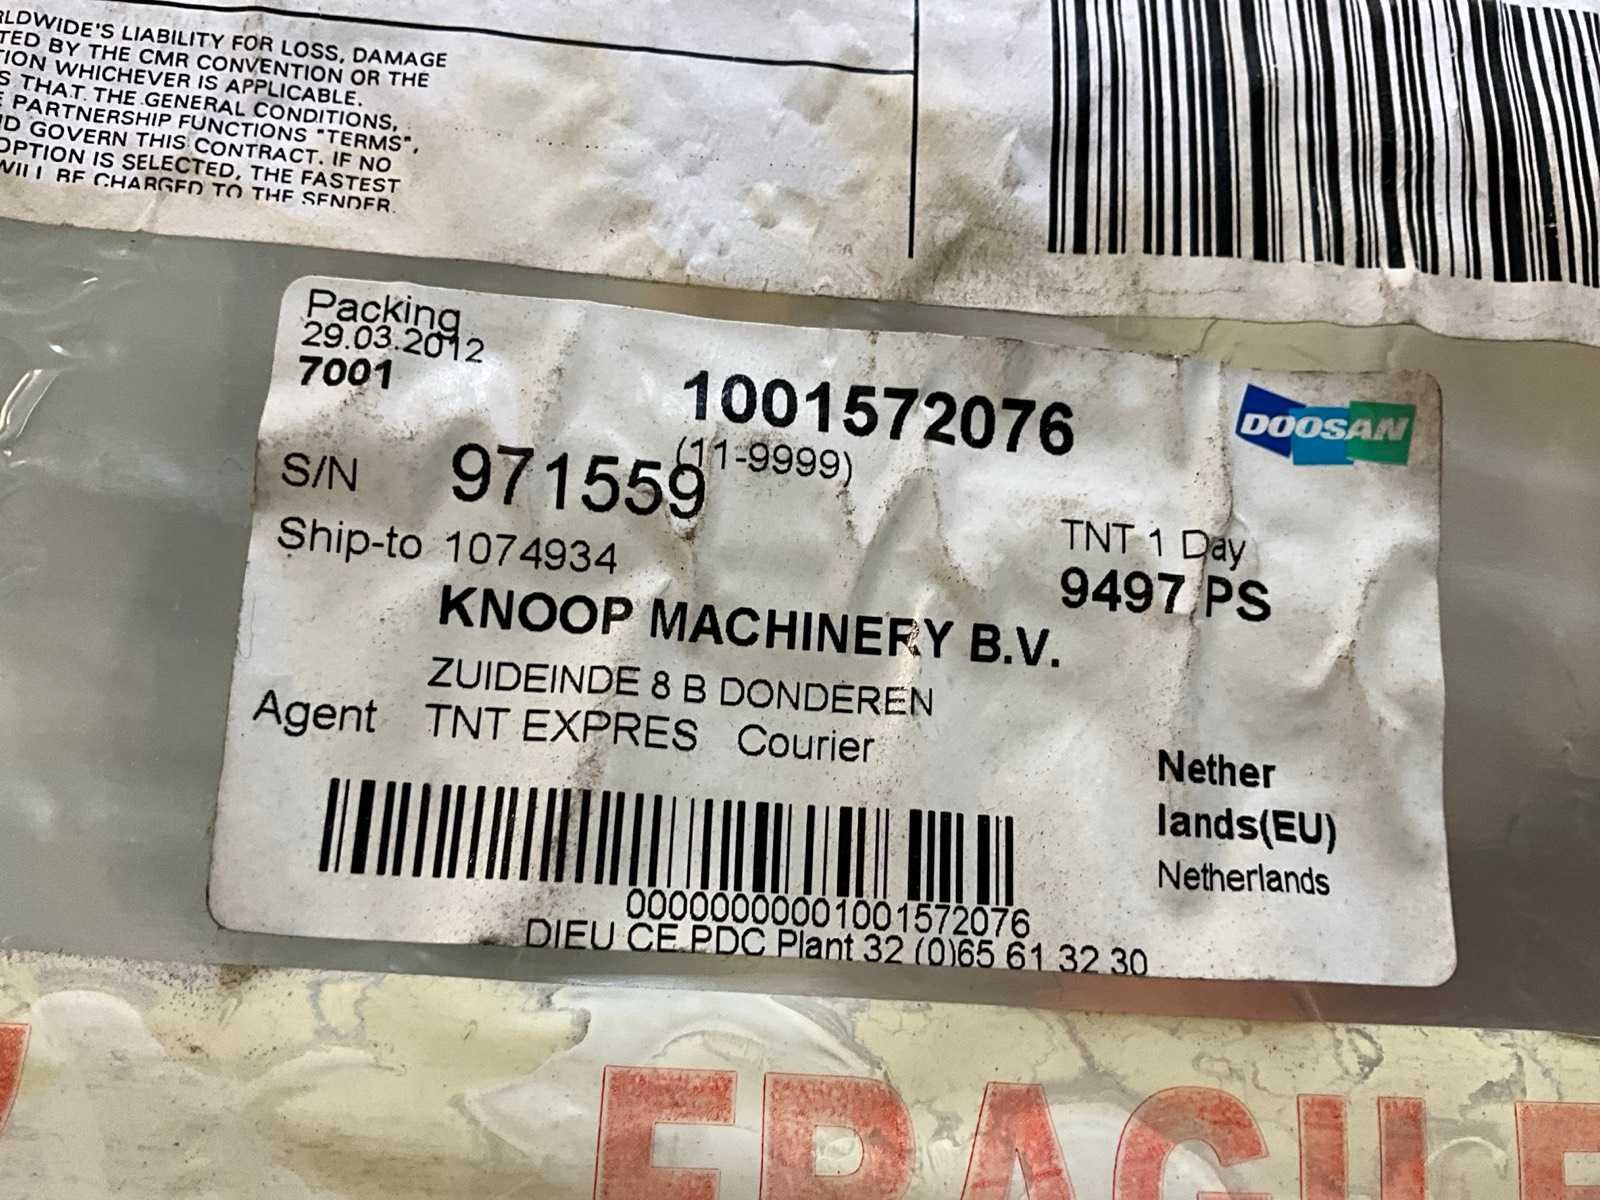 RLDWIDE'S LIABILITY FOR LOSS, DAMAGE
TED BY THE CMR CONVENTION OR THE
TION WHICHEVER IS APPLICABLE.
S THAT THE GENERAL CONDITIONS,
E PARTNERSHIP FUNCTIONS "TERMS",
ND GOVERN THIS CONTRACT. IF NO
OPTION IS SELECTED, THE FASTEST
WILL BE CHARGED TO THE SENDER.
Packing
29.03.2012
7001
1001572076
(11-9999)
DOOSAN
S/N 971559
Ship-to 1074934
TNT 1 Day
9497 PS
KNOOP MACHINERY B.V.
ZUIDEINDE 8 B DONDEREN
Agent TNT EXPRES Courier
Nether
lands(EU)
Netherlands
00000000001001572076
DIEU CE PDC Plant 32 (0)65 61 32 30
FRAGILE